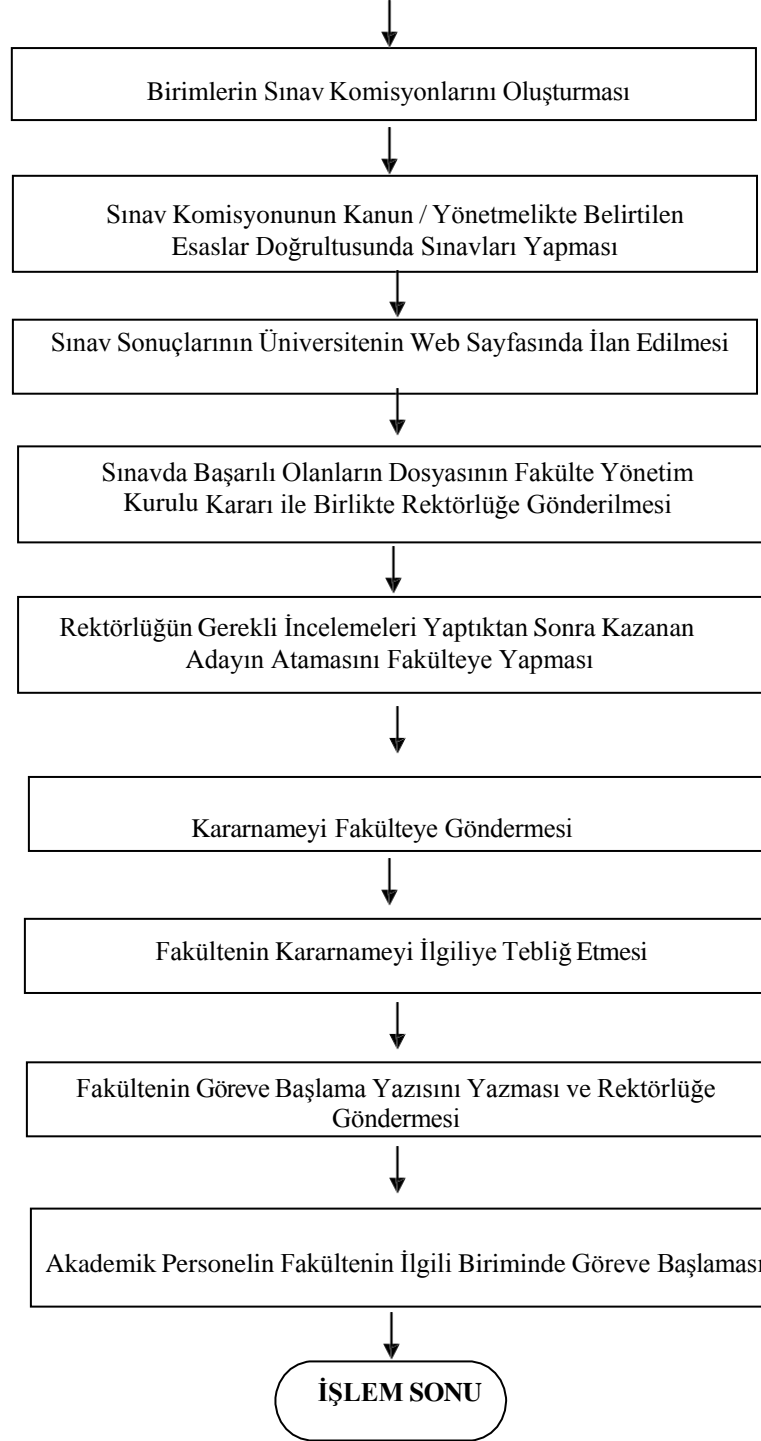 Birimlerin Sınav Komisyonlarını Oluşturması
Sınav Komisyonunun Kanun / Yönetmelikte Belirtilen
Esaslar Doğrultusunda Sınavları Yapması
Sınav Sonuçlarının Üniversitenin Web Sayfasında İlan Edilmesi
Sınavda Başarılı Olanların Dosyasının Fakülte Yönetim
Kurulu Kararı ile Birlikte Rektörlüğe Gönderilmesi
Rektörlüğün Gerekli İncelemeleri Yaptıktan Sonra Kazanan
Adayın Atamasını Fakülteye Yapması
Kararnameyi Fakülteye Göndermesi
Fakültenin Kararnameyi İlgiliye Tebliğ Etmesi
Fakültenin Göreve Başlama Yazısını Yazması ve Rektörlüğe
Göndermesi
Akademik Personelin Fakültenin İlgili Biriminde Göreve Başlaması
İŞLEM SONU